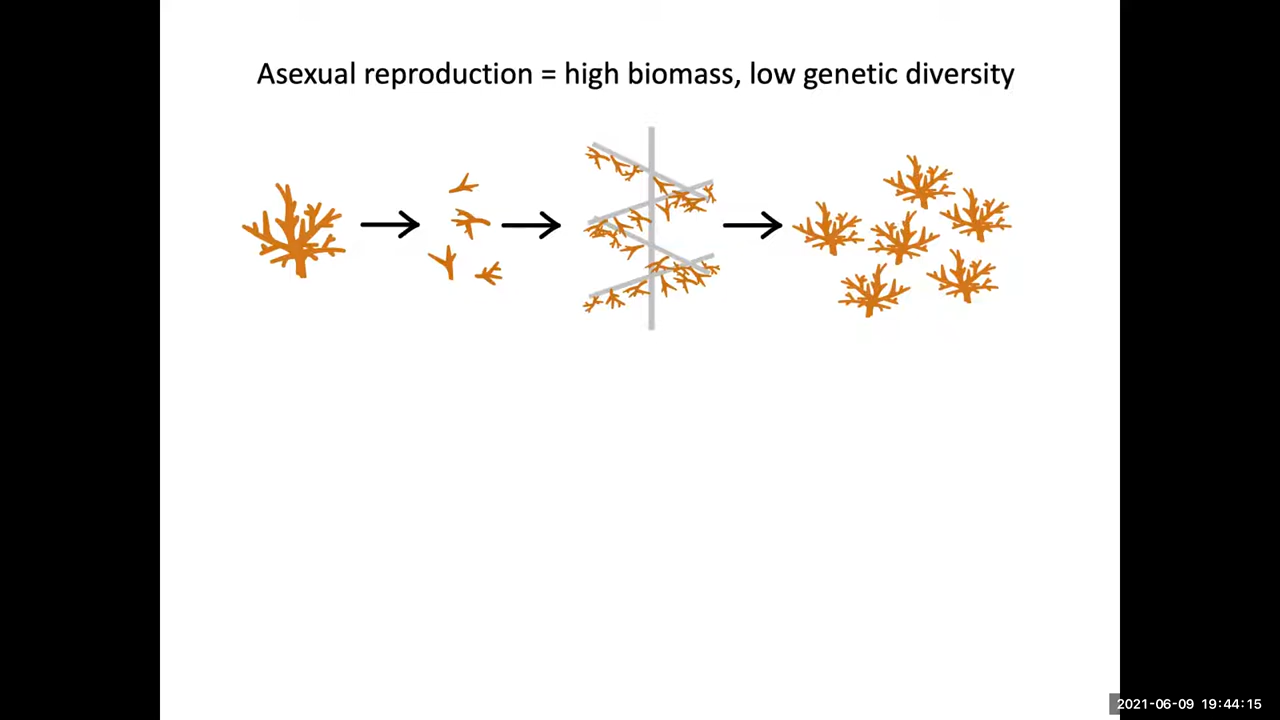 Asexual reproduction = high biomass, low genetic diversity
2021-06-09 19:44:15